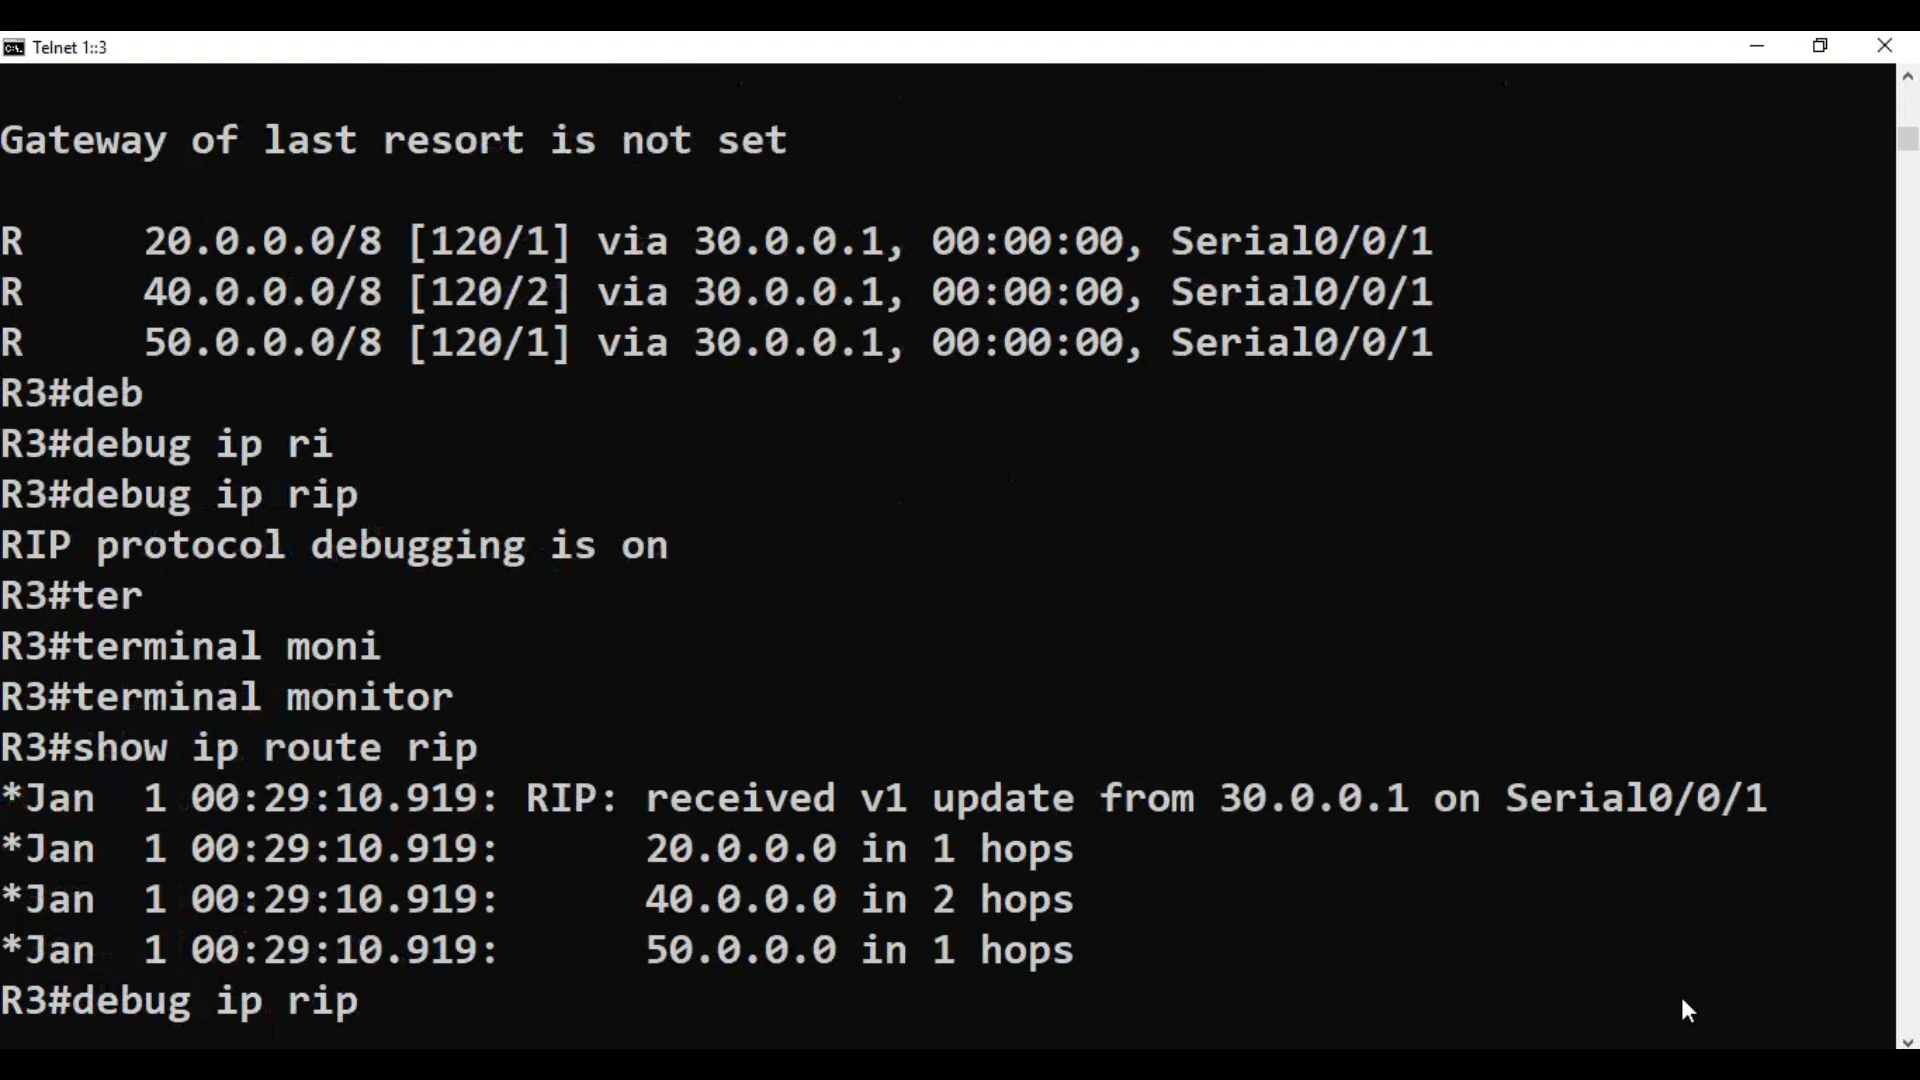 Telnet 1::3
Gateway of last resort is not set
R     20.0.0.0/8 [120/1] via 30.0.0.1, 00:00:00, Serial0/0/1
R     40.0.0.0/8 [120/2] via 30.0.0.1, 00:00:00, Serial0/0/1
R     50.0.0.0/8 [120/1] via 30.0.0.1, 00:00:00, Serial0/0/1
R3#deb
R3#debug ip ri
R3#debug ip rip
RIP protocol debugging is on
R3#ter
R3#terminal moni
R3#terminal monitor
R3#show ip route rip
*Jan  1 00:29:10.919: RIP: received v1 update from 30.0.0.1 on Serial0/0/1
*Jan  1 00:29:10.919:      20.0.0.0 in 1 hops
*Jan  1 00:29:10.919:      40.0.0.0 in 2 hops
*Jan  1 00:29:10.919:      50.0.0.0 in 1 hops
R3#debug ip rip